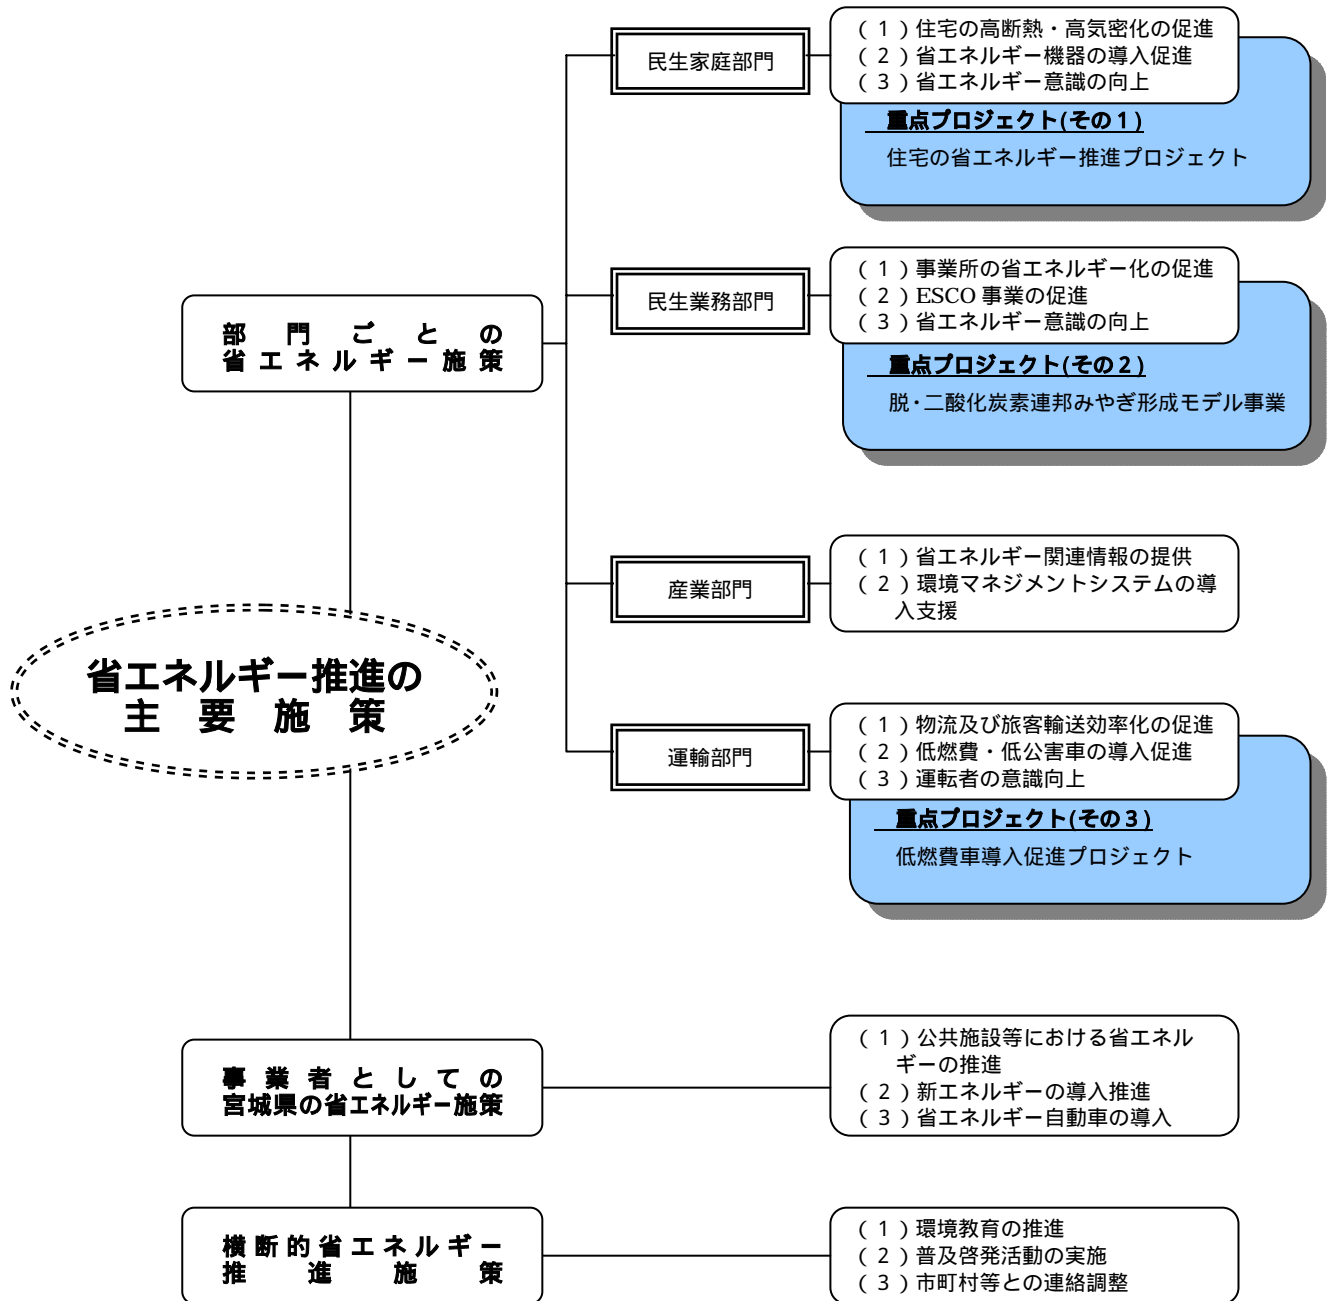 民生家庭部門
（１）住宅の高断熱・高気密化の促進
（２）省エネルギー機器の導入促進
（３）省エネルギー意識の向上
重点プロジェクト(その１)
住宅の省エネルギー推進プロジェクト
部門ごとの
省エネルギー施策
民生業務部門
（１）事業所の省エネルギー化の促進
（２）ESCO 事業の促進
（３）省エネルギー意識の向上
重点プロジェクト(その２)
脱・二酸化炭素連邦みやぎ形成モデル事業
産業部門
（１）省エネルギー関連情報の提供
（２）環境マネジメントシステムの導
入支援
省エネルギー推進の
主要施策
運輸部門
（１）物流及び旅客輸送効率化の促進
（２）低燃費・低公害車の導入促進
（３）運転者の意識向上
重点プロジェクト(その３)
低燃費車導入促進プロジェクト
事業者としての
宮城県の省エネルギー施策
（１）公共施設等における省エネル
ギーの推進
（２）新エネルギーの導入推進
（３）省エネルギー自動車の導入
横断的省エネルギー
推進施策
（１）環境教育の推進
（２）普及啓発活動の実施
（３）市町村等との連絡調整